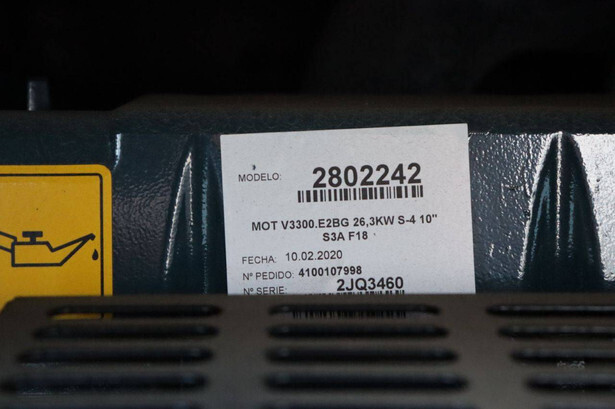 MODELO: 2802242
MOT V3300.E2BG 26,3KW S-4 10"
S3A F18
FECHA: 10.02.2020
Nº PEDIDO: 4100107998
Nº SERIE: 2JQ3460